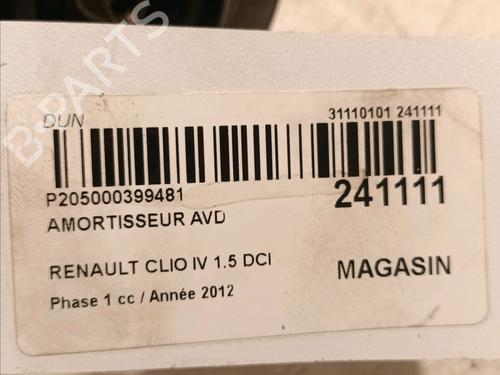 DUN
31110101 241111
P205000399481
241111
AMORTISSEUR AVD
RENAULT CLIO IV 1.5 DCI
MAGASIN
Phase 1 cc / Année 2012
B-PARTS